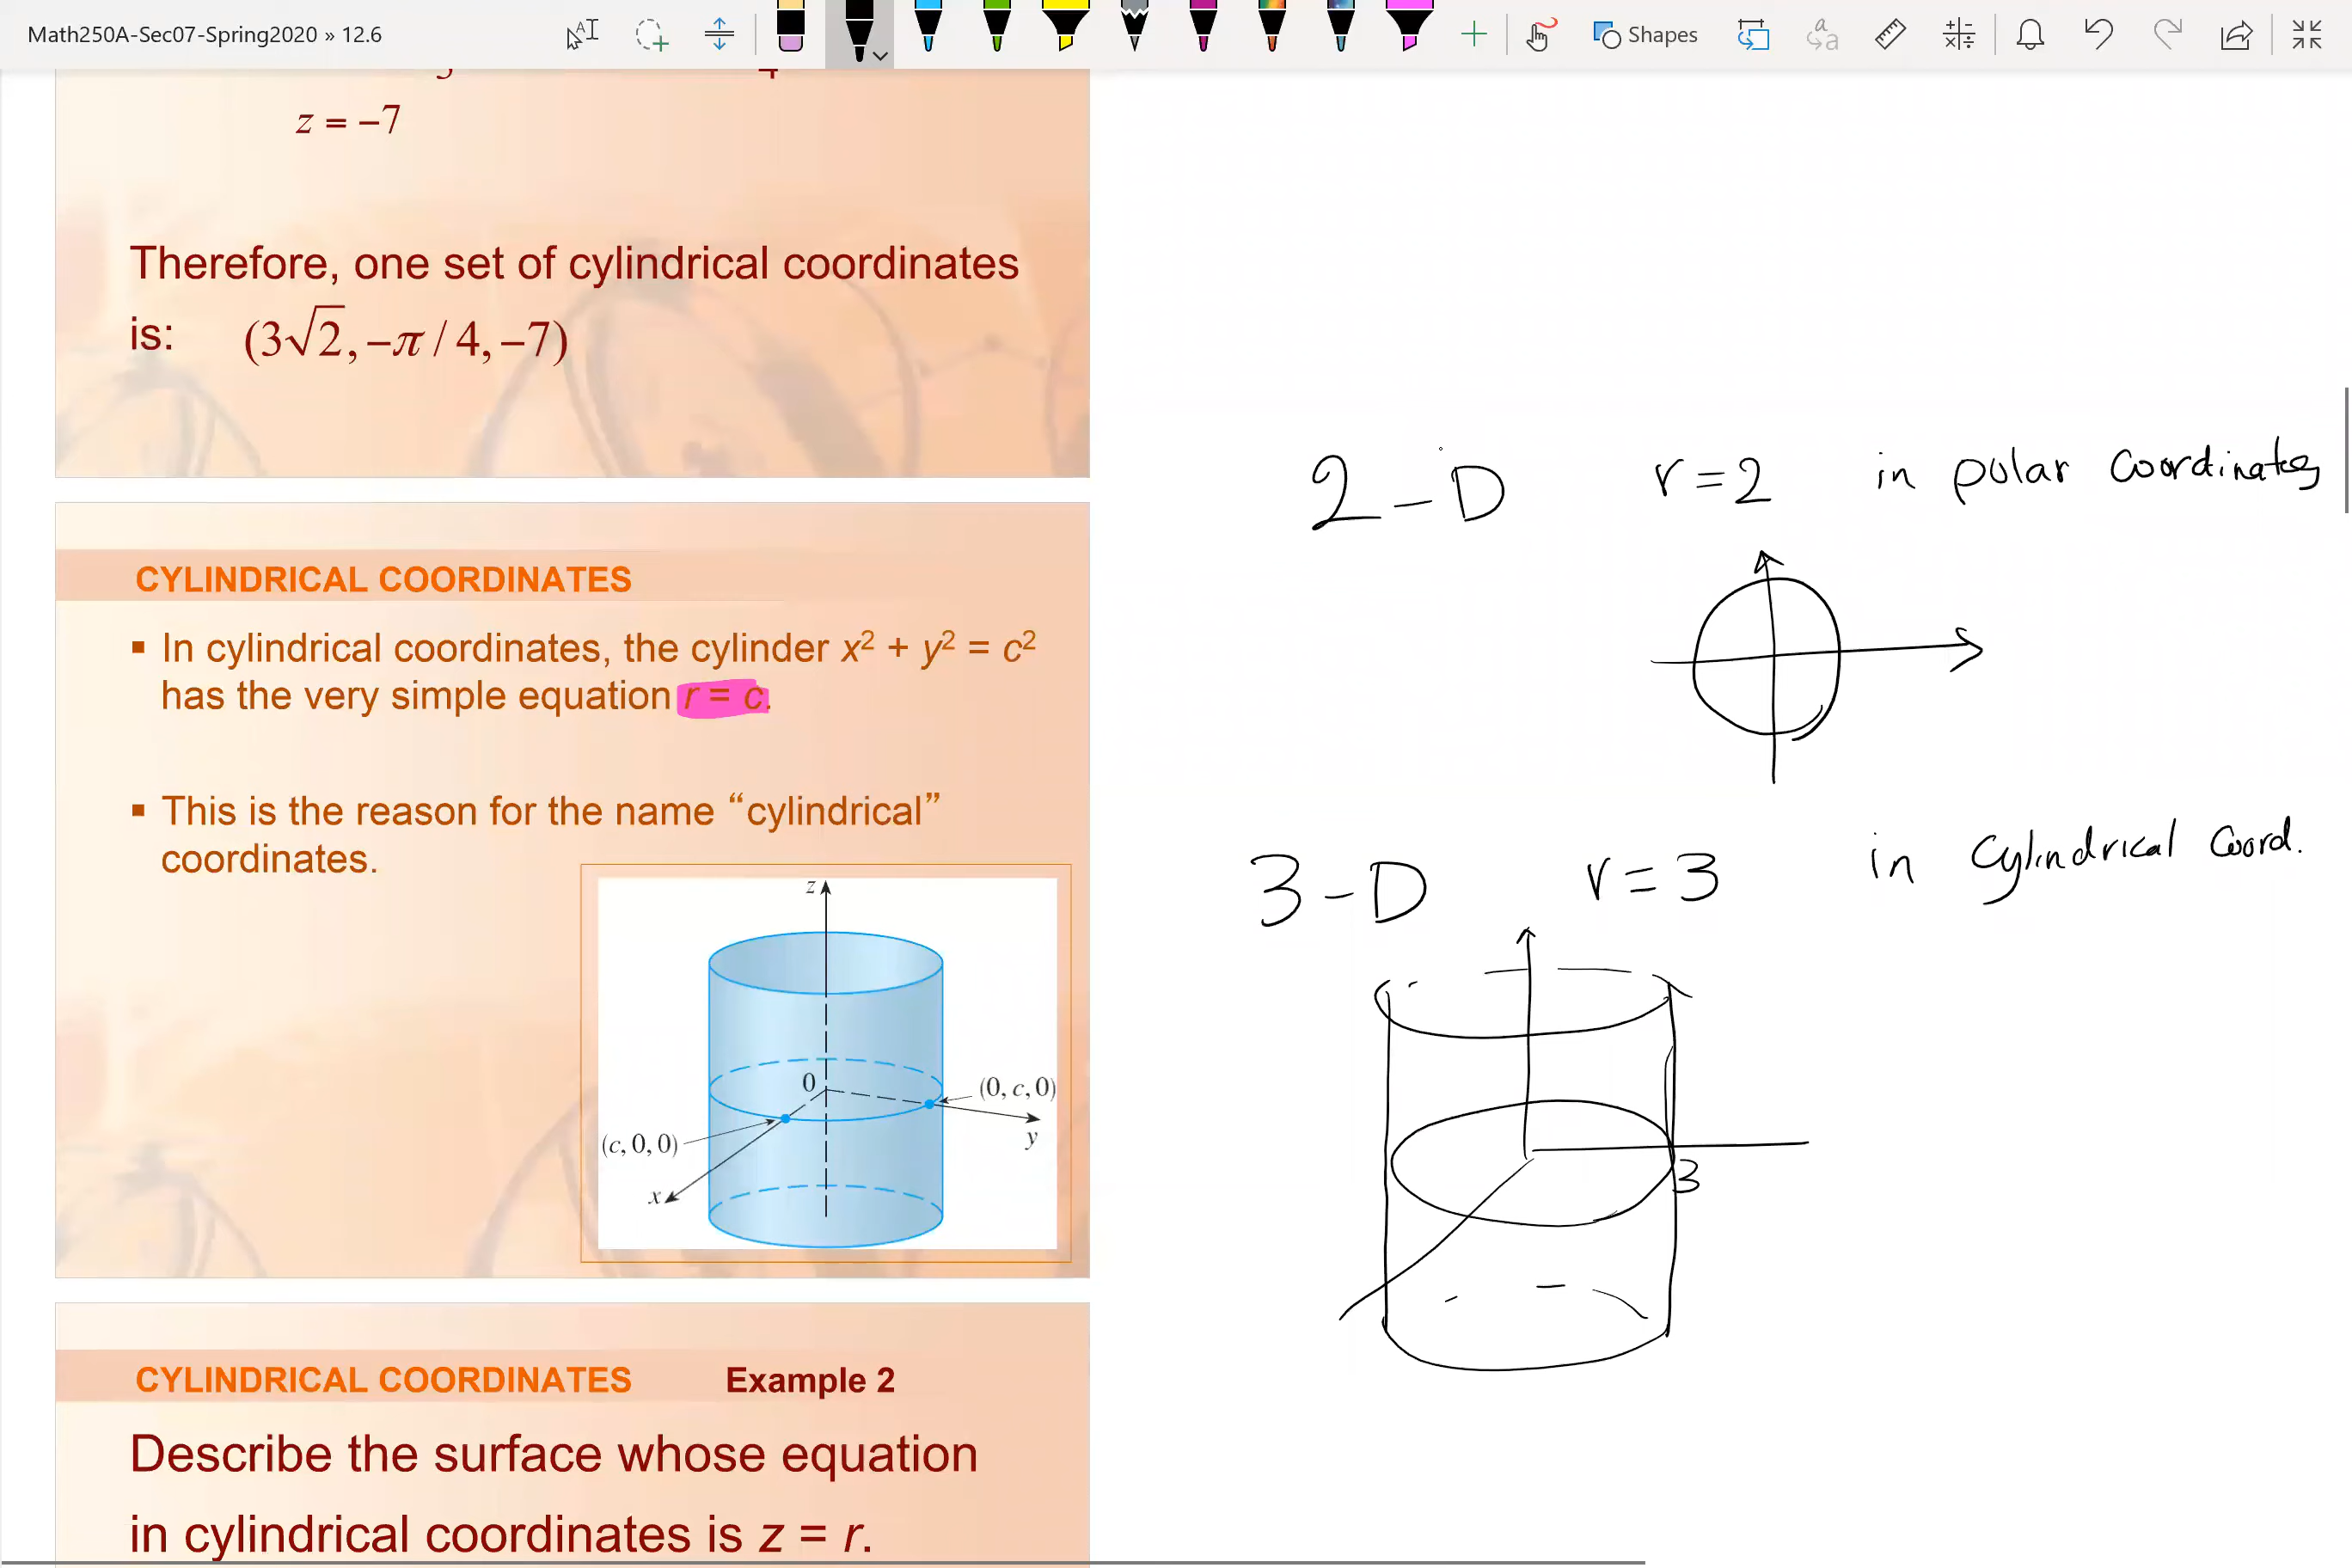 Math250A-Sec07-Spring2020 » 12.6
Shapes
z = −7
Therefore, one set of cylindrical coordinates
is: (3√2, −π / 4, −7)
CYLINDRICAL COORDINATES
▪ In cylindrical coordinates, the cylinder x² + y² = c²
has the very simple equation r = c.
▪ This is the reason for the name “cylindrical”
coordinates.
z
0
(0, c, 0)
(c, 0, 0)
y
x
CYLINDRICAL COORDINATES Example 2
Describe the surface whose equation
in cylindrical coordinates is z = r.
2-D r = 2 in polar coordinates
3-D r = 3 in Cylindrical Coord.
3